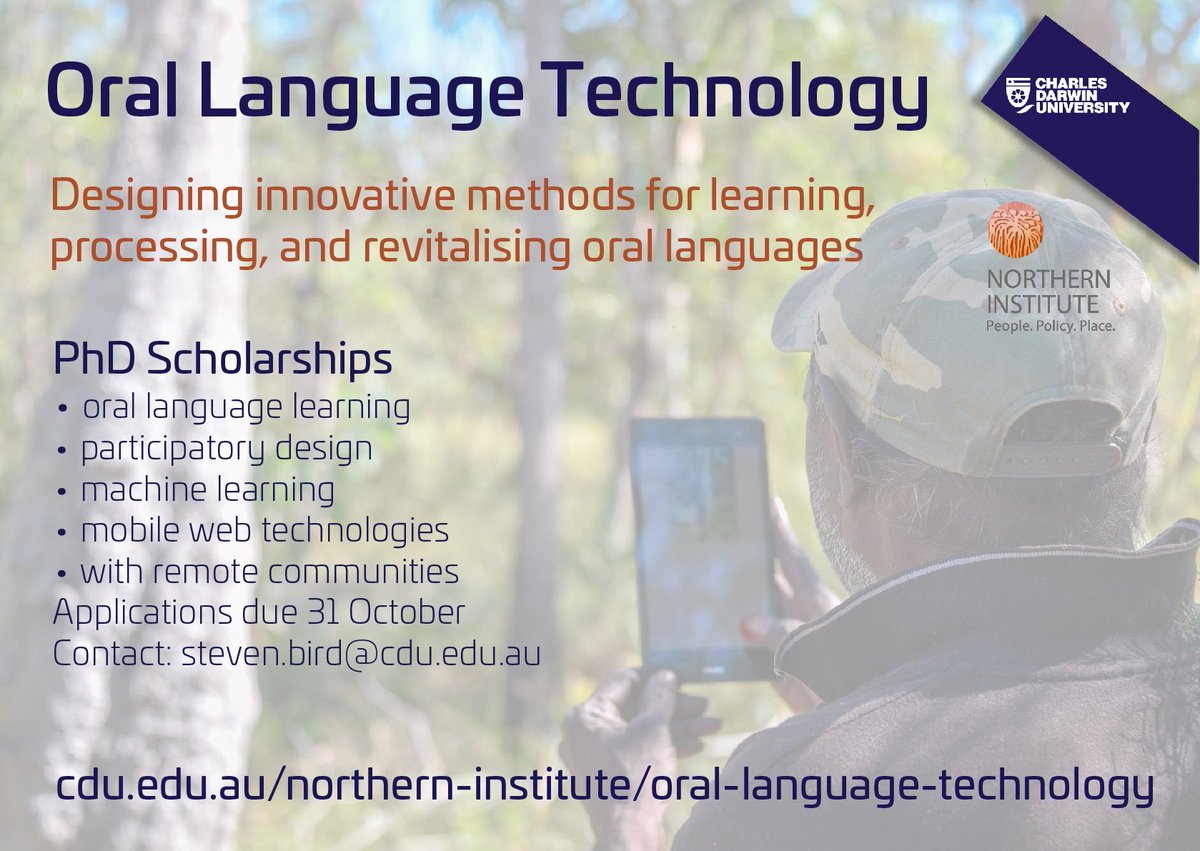 Oral Language Technology
CHARLES
DARWIN
UNIVERSITY
Designing innovative methods for learning,
processing, and revitalising oral languages
NORTHERN
INSTITUTE
People. Policy. Place.
PhD Scholarships
• oral language learning
• participatory design
• machine learning
• mobile web technologies
• with remote communities
Applications due 31 October
Contact: steven.bird@cdu.edu.au
cdu.edu.au/northern-institute/oral-language-technology